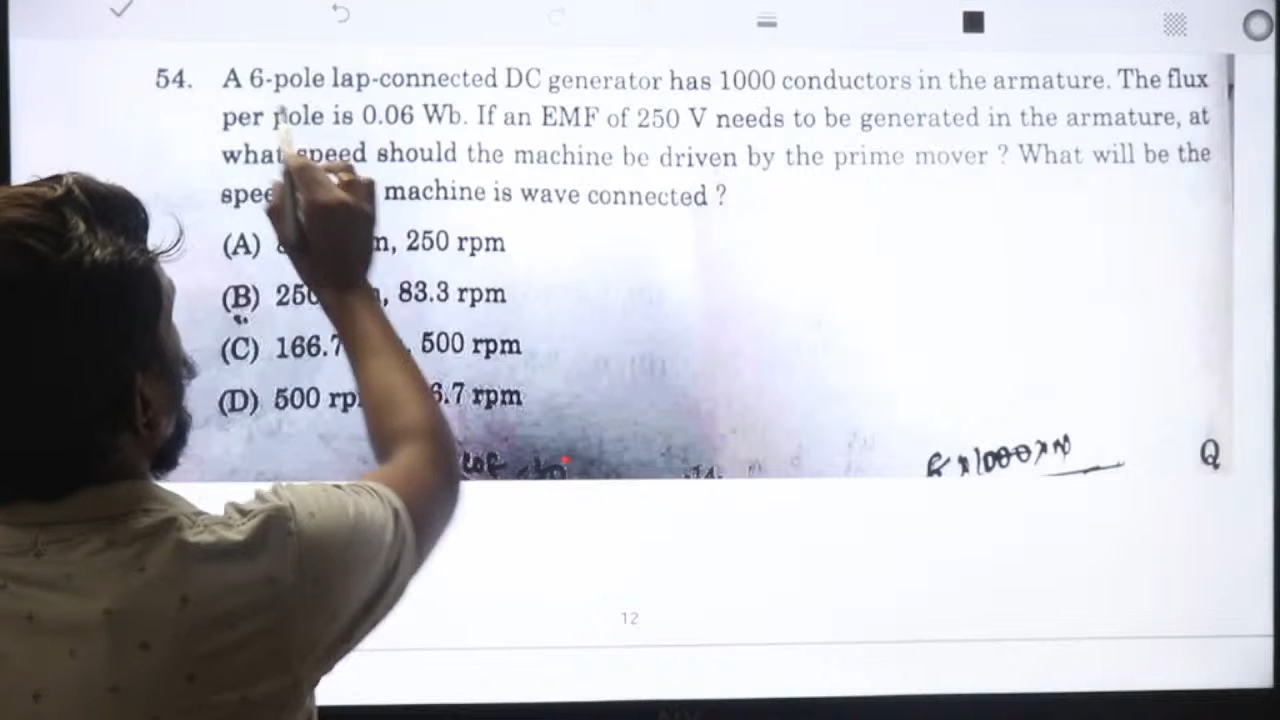 54. A 6-pole lap-connected DC generator has 1000 conductors in the armature. The flux
per pole is 0.06 Wb. If an EMF of 250 V needs to be generated in the armature, at
what speed should the machine be driven by the prime mover ? What will be the
machine is wave connected ?
(A) 250 rpm
(B) 83.3 rpm
(C) 166.7 500 rpm
(D) 500 rpm
Q
12